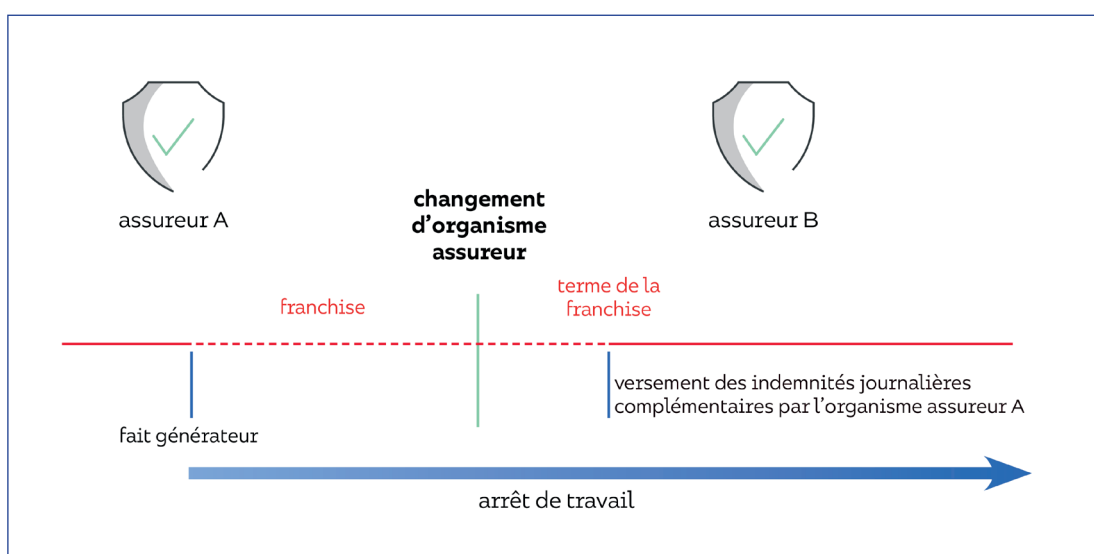 assureur A
changement
d'organisme
assureur
assureur B
franchise
terme de la
franchise
fait générateur
versement des indemnités journalières
complémentaires par l'organisme assureur A
arrêt de travail